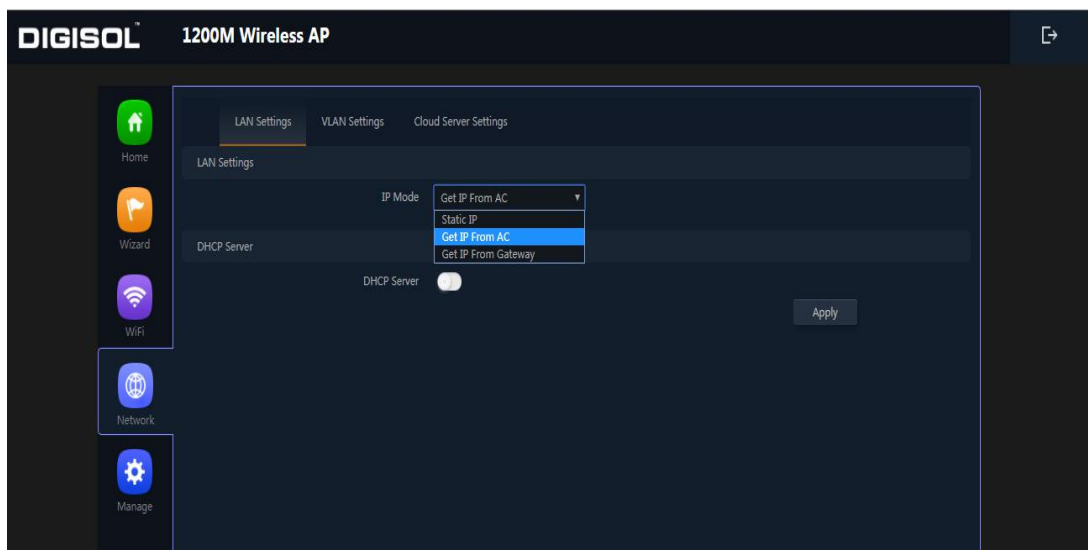 DIGISOL™ 1200M Wireless AP
LAN Settings VLAN Settings Cloud Server Settings
Home
LAN Settings
IP Mode Get IP From AC
Static IP
Get IP From AC
Get IP From Gateway
Wizard
DHCP Server
DHCP Server
Apply
WiFi
Network
Manage